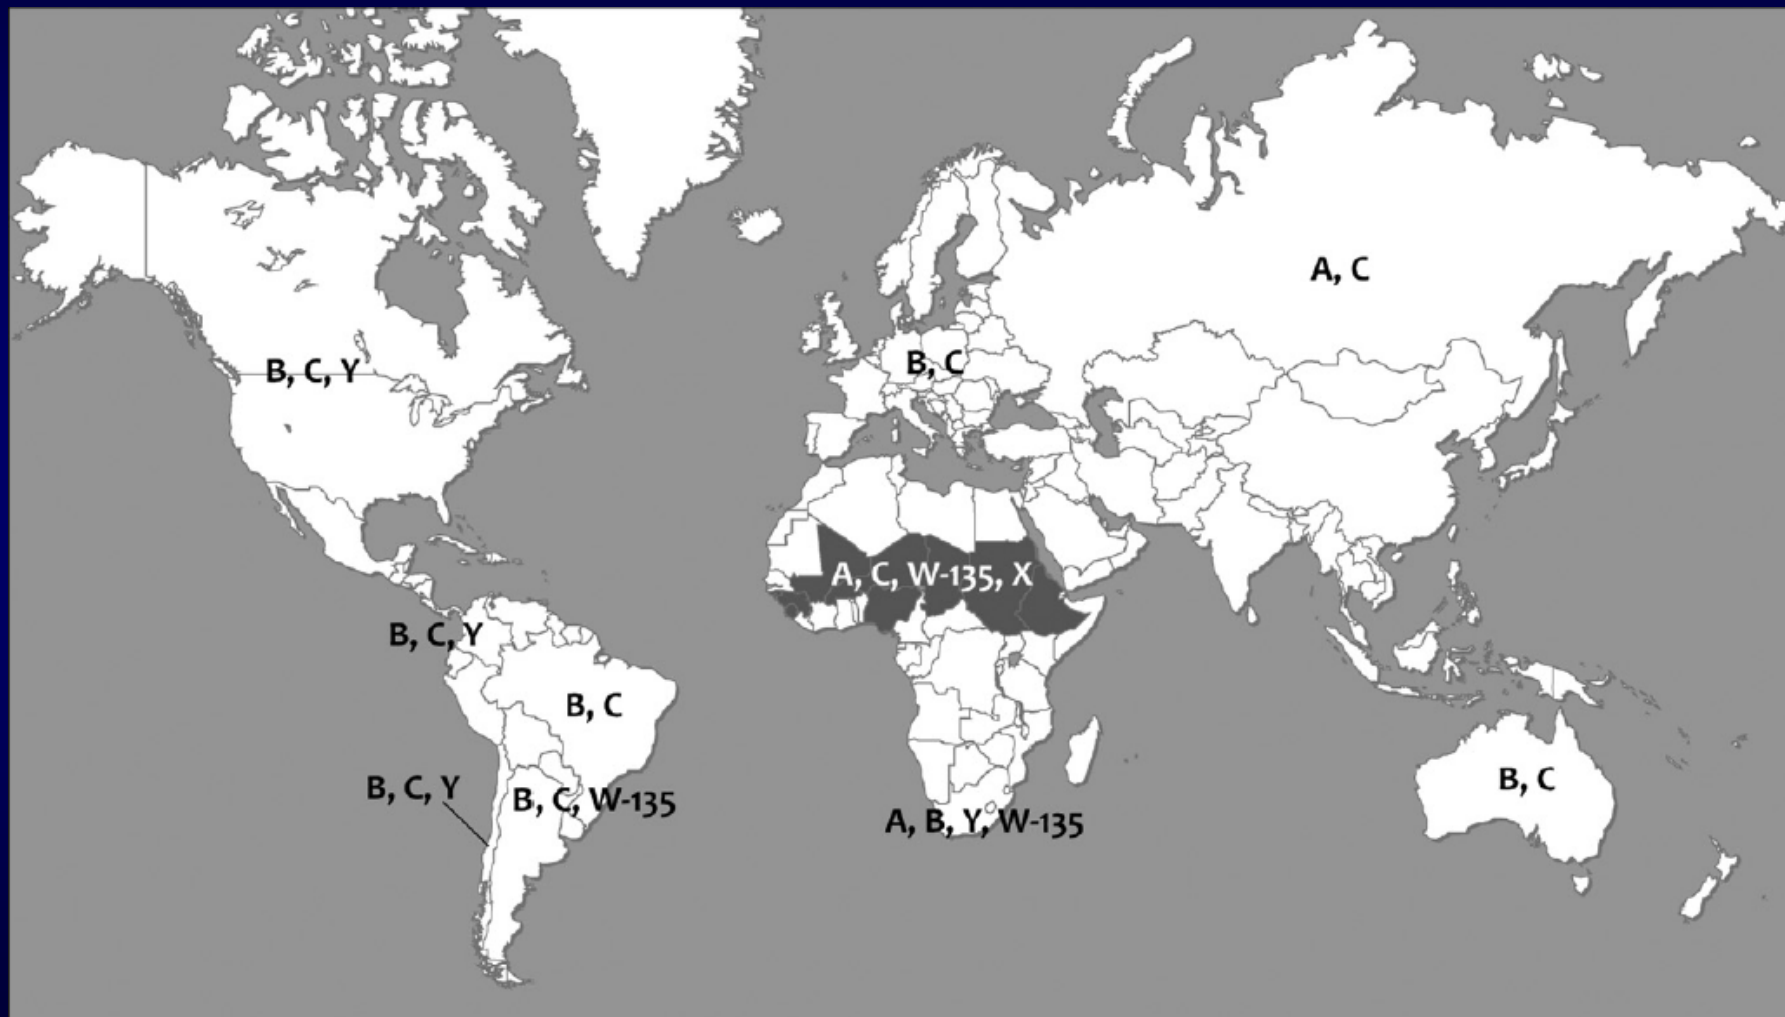 A, C
B, C, Y
B, C
A, C, W-135, X
B, C, Y
B, C
B, C, Y
B, C, W-135
A, B, Y, W-135
B, C